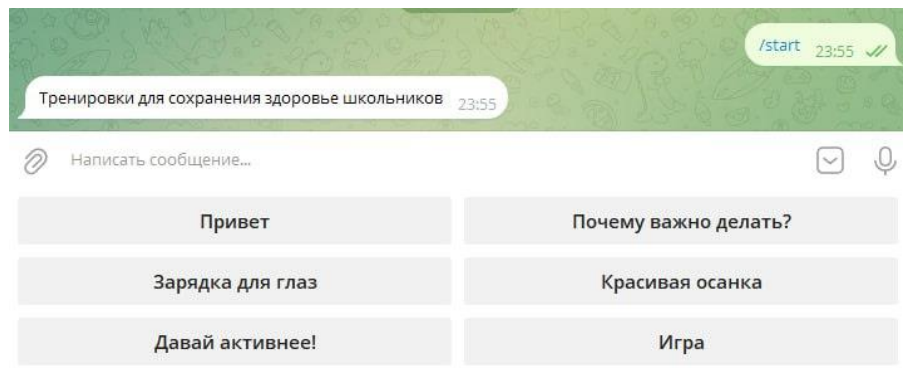 /start 23:55
Тренировки для сохранения здоровье школьников 23:55
Написать сообщение...
Привет
Почему важно делать?
Зарядка для глаз
Красивая осанка
Давай активнее!
Игра